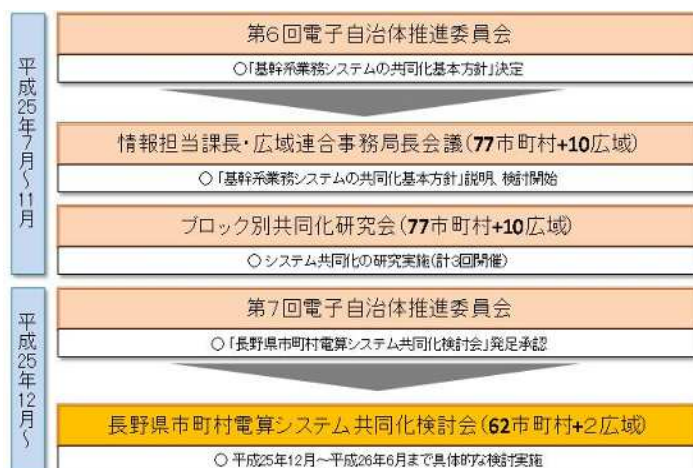 平成25年7月～11月
第6回電子自治体推進委員会
○「基幹系業務システムの共同化基本方針」決定
情報担当課長・広域連合事務局長会議(77市町村+10広域)
○「基幹系業務システムの共同化基本方針」説明、検討開始
ブロック別共同化研究会(77市町村+10広域)
○システム共同化の研究実施(計3回開催)
平成25年12月～
第7回電子自治体推進委員会
○「長野県市町村電算システム共同化検討会」発足承認
長野県市町村電算システム共同化検討会(62市町村+2広域)
○ 平成25年12月～平成26年6月まで具体的な検討実施